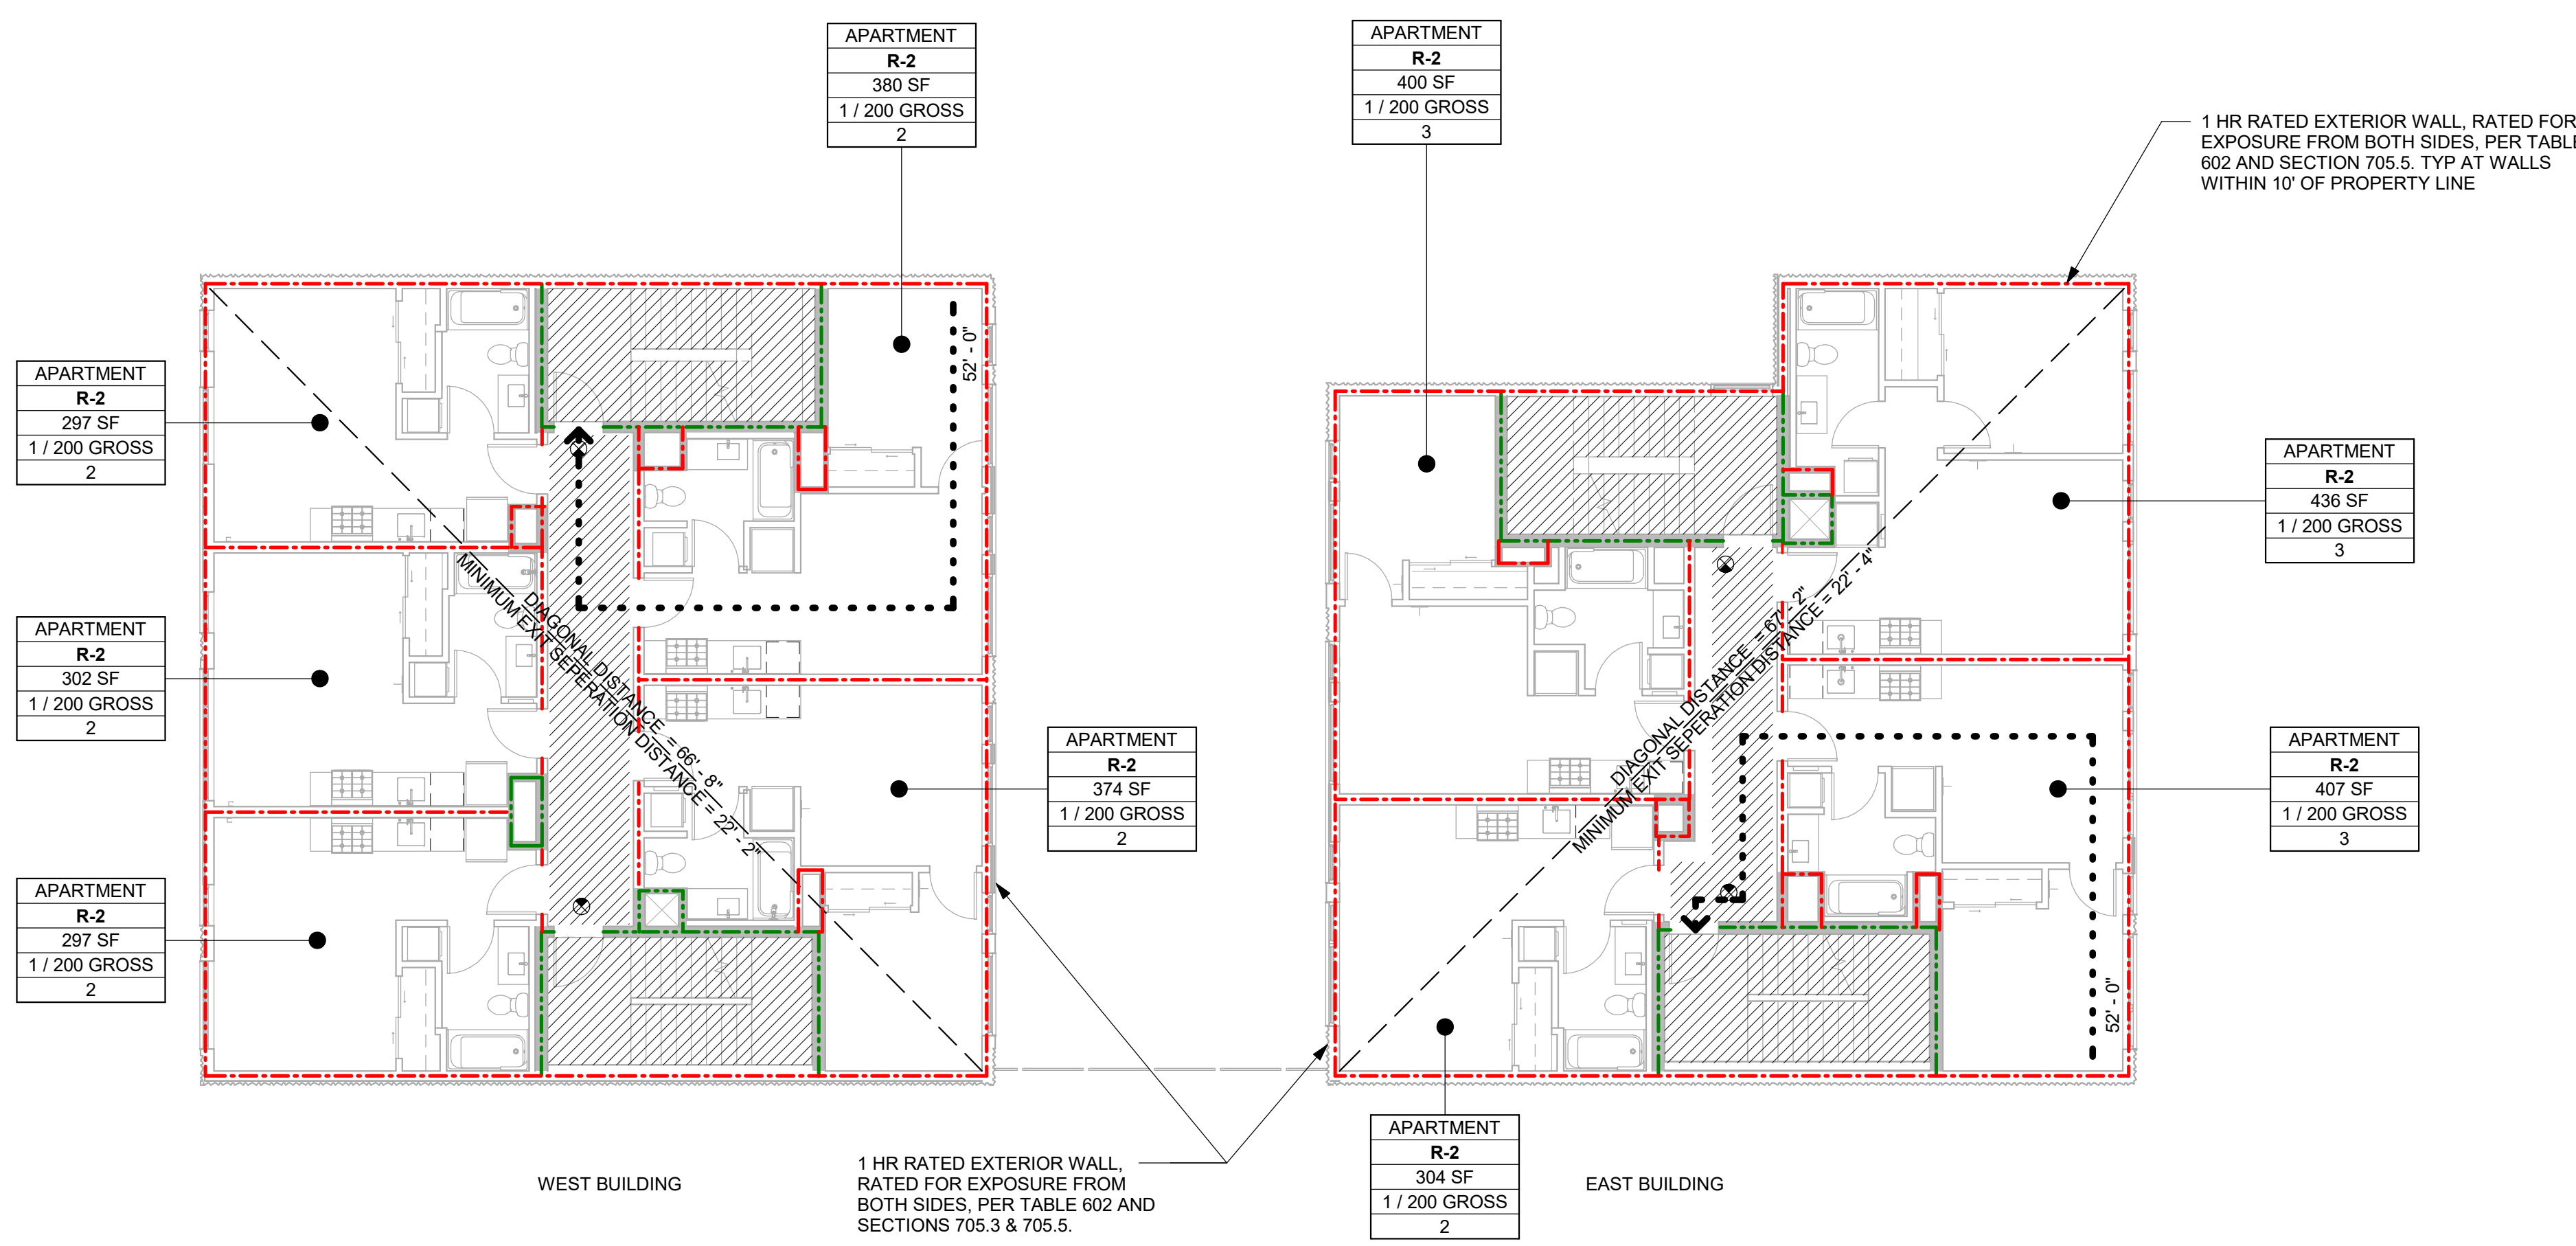 APARTMENT
R-2
380 SF
1 / 200 GROSS
2
APARTMENT
R-2
400 SF
1 / 200 GROSS
3
1 HR RATED EXTERIOR WALL, RATED FOR
EXPOSURE FROM BOTH SIDES, PER TABLE
602 AND SECTION 705.5. TYP AT WALLS
WITHIN 10' OF PROPERTY LINE
APARTMENT
R-2
297 SF
1 / 200 GROSS
2
52' - 0"
APARTMENT
R-2
436 SF
1 / 200 GROSS
3
APARTMENT
R-2
302 SF
1 / 200 GROSS
2
DIAGONAL DISTANCE = 66' - 8"
MINIMUM EXIT SEPERATION DISTANCE = 22' - 2"
DIAGONAL DISTANCE = 67' - 2"
MINIMUM EXIT SEPERATION DISTANCE = 22' - 4"
APARTMENT
R-2
374 SF
1 / 200 GROSS
2
APARTMENT
R-2
407 SF
1 / 200 GROSS
3
APARTMENT
R-2
297 SF
1 / 200 GROSS
2
52' - 0"
APARTMENT
R-2
304 SF
1 / 200 GROSS
2
WEST BUILDING
1 HR RATED EXTERIOR WALL,
RATED FOR EXPOSURE FROM
BOTH SIDES, PER TABLE 602 AND
SECTIONS 705.3 & 705.5.
EAST BUILDING